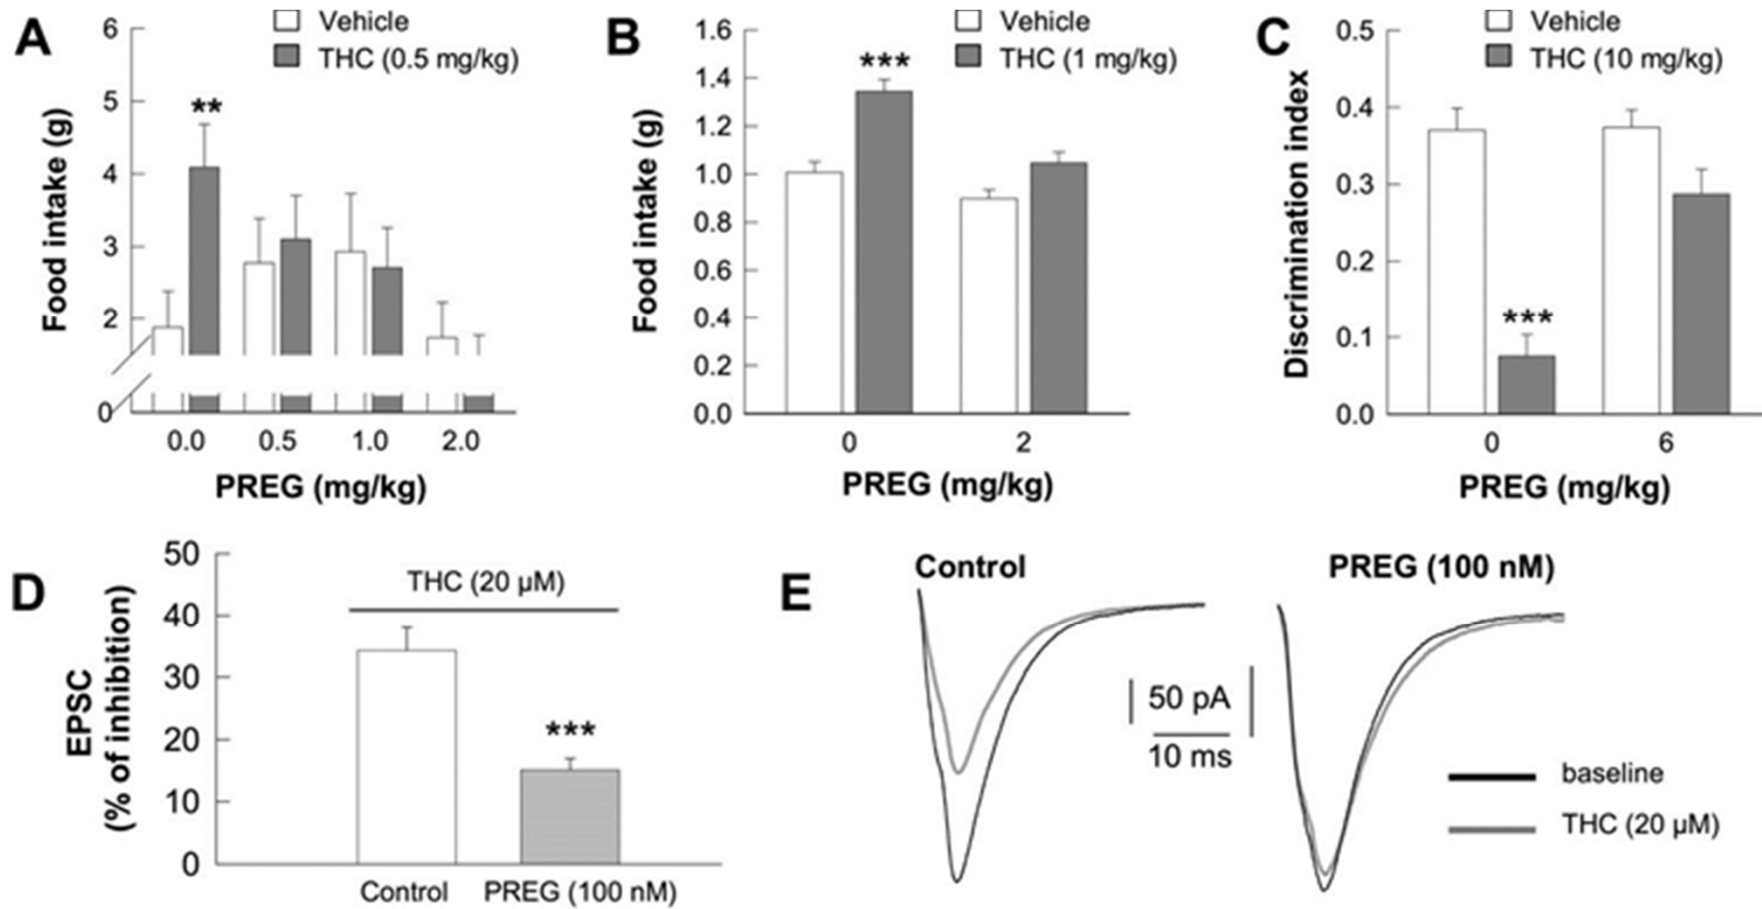 A
Vehicle
THC (0.5 mg/kg)
6
5
4
3
2
0
**
Food intake (g)
0.0 0.5 1.0 2.0
PREG (mg/kg)
B
Vehicle
THC (1 mg/kg)
1.6
1.4
1.2
1.0
0.8
0.6
0.4
0.2
0.0
***
Food intake (g)
0 2
PREG (mg/kg)
C
Vehicle
THC (10 mg/kg)
0.5
0.4
0.3
0.2
0.1
0.0
***
Discrimination index
0 6
PREG (mg/kg)
D
50
40
30
20
10
0
THC (20 µM)
***
EPSC
(% of inhibition)
Control PREG (100 nM)
E
Control PREG (100 nM)
50 pA
10 ms
baseline
THC (20 µM)